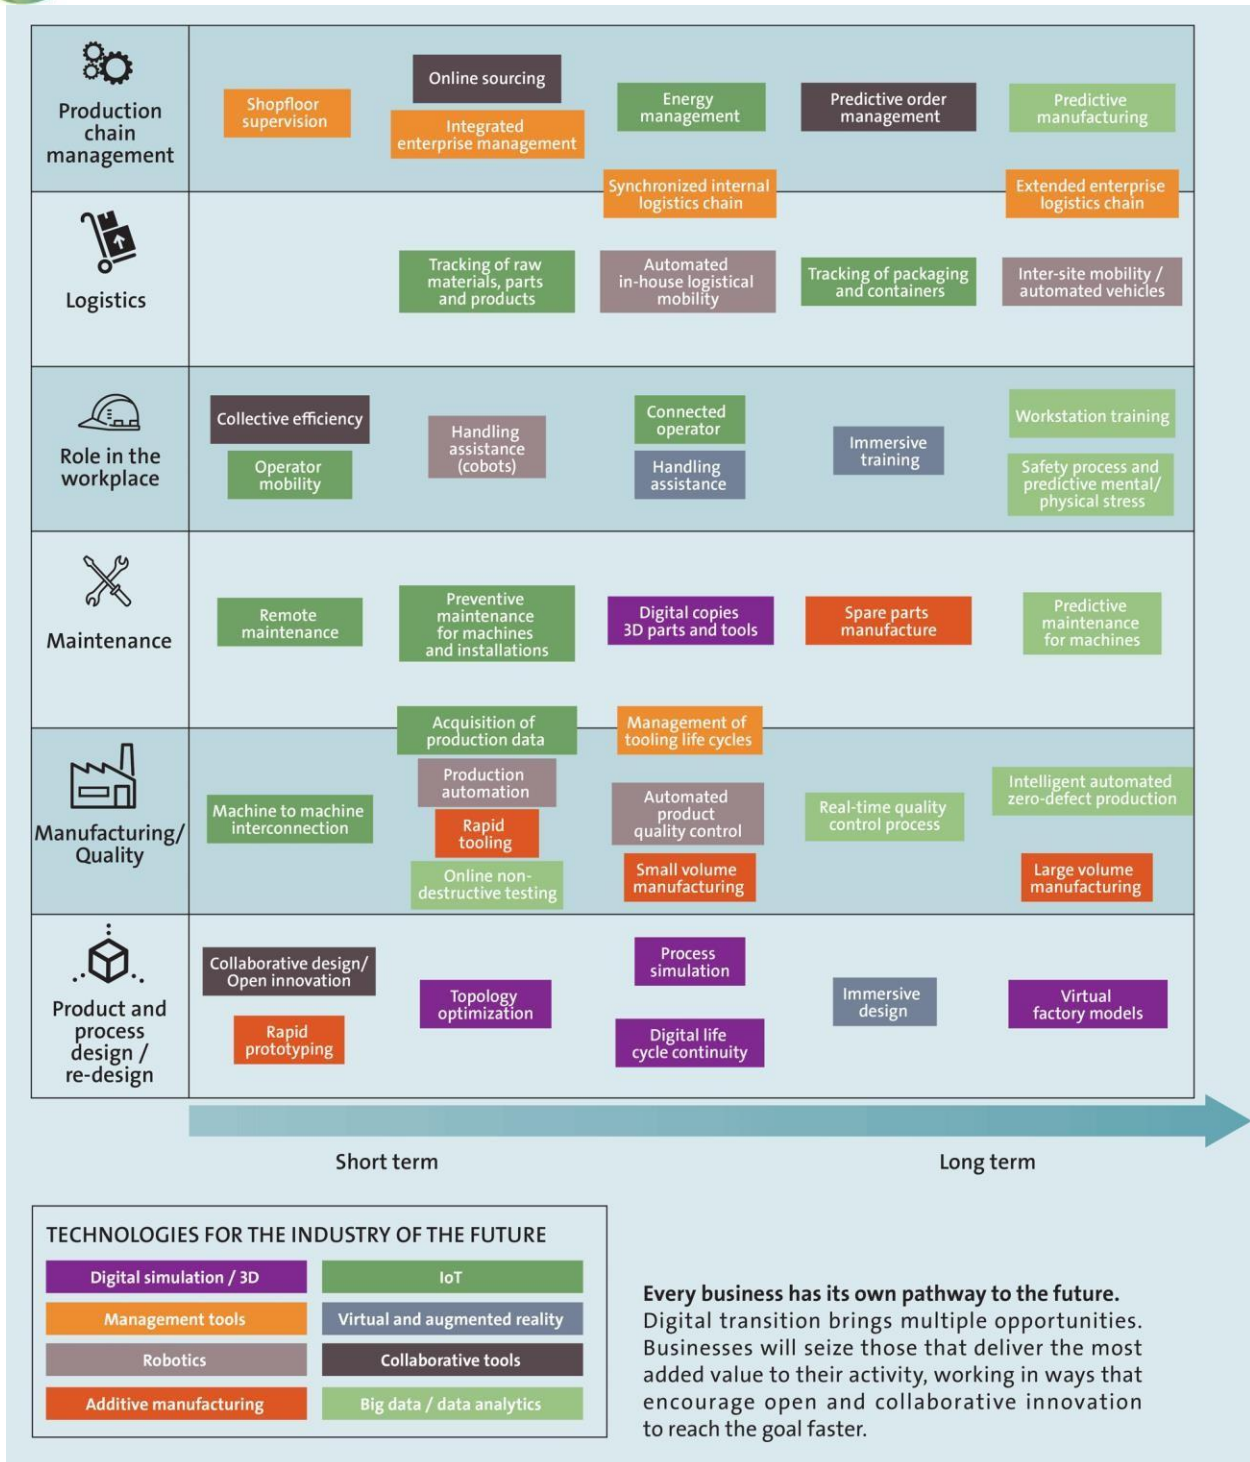 Production
chain
management
Shopfloor
supervision
Online sourcing
Integrated
enterprise management
Energy
management
Predictive order
management
Predictive
manufacturing
Synchronized internal
logistics chain
Extended enterprise
logistics chain
Logistics
Tracking of raw
materials, parts
and products
Automated
in-house logistical
mobility
Tracking of packaging
and containers
Inter-site mobility /
automated vehicles
Role in the
workplace
Collective efficiency
Operator
mobility
Handling
assistance
(cobots)
Connected
operator
Handling
assistance
Immersive
training
Workstation training
Safety process and
predictive mental/
physical stress
Maintenance
Remote
maintenance
Preventive
maintenance
for machines
and installations
Digital copies
3D parts and tools
Spare parts
manufacture
Predictive
maintenance
for machines
Acquisition of
production data
Management of
tooling life cycles
Manufacturing/
Quality
Machine to machine
interconnection
Production
automation
Rapid
tooling
Online non-
destructive testing
Automated
product
quality control
Small volume
manufacturing
Real-time quality
control process
Intelligent automated
zero-defect production
Large volume
manufacturing
Product and
process
design /
re-design
Collaborative design/
Open innovation
Rapid
prototyping
Topology
optimization
Process
simulation
Digital life
cycle continuity
Immersive
design
Virtual
factory models
Short term
Long term
TECHNOLOGIES FOR THE INDUSTRY OF THE FUTURE
Digital simulation / 3D
IoT
Management tools
Virtual and augmented reality
Robotics
Collaborative tools
Additive manufacturing
Big data / data analytics
Every business has its own pathway to the future.
Digital transition brings multiple opportunities.
Businesses will seize those that deliver the most
added value to their activity, working in ways that
encourage open and collaborative innovation
to reach the goal faster.